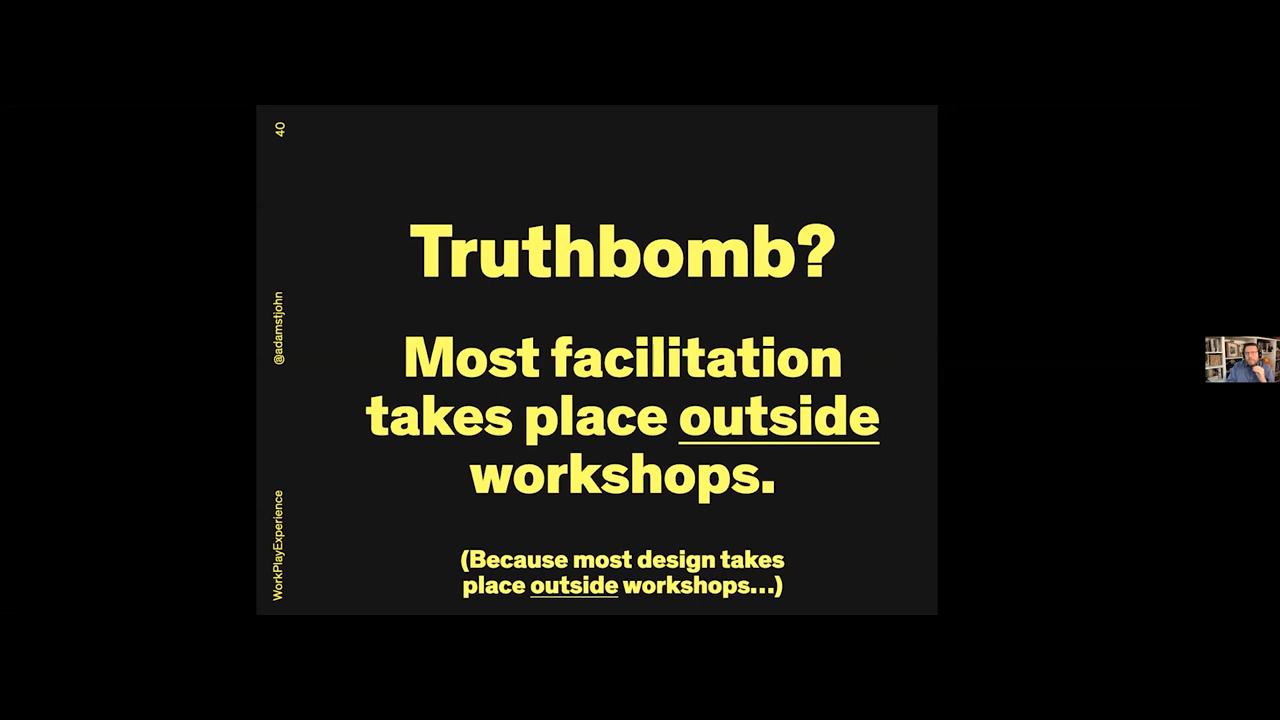 40
@adamstjohn
WorkPlayExperience
Truthbomb?
Most facilitation
takes place outside
workshops.
(Because most design takes
place outside workshops...)